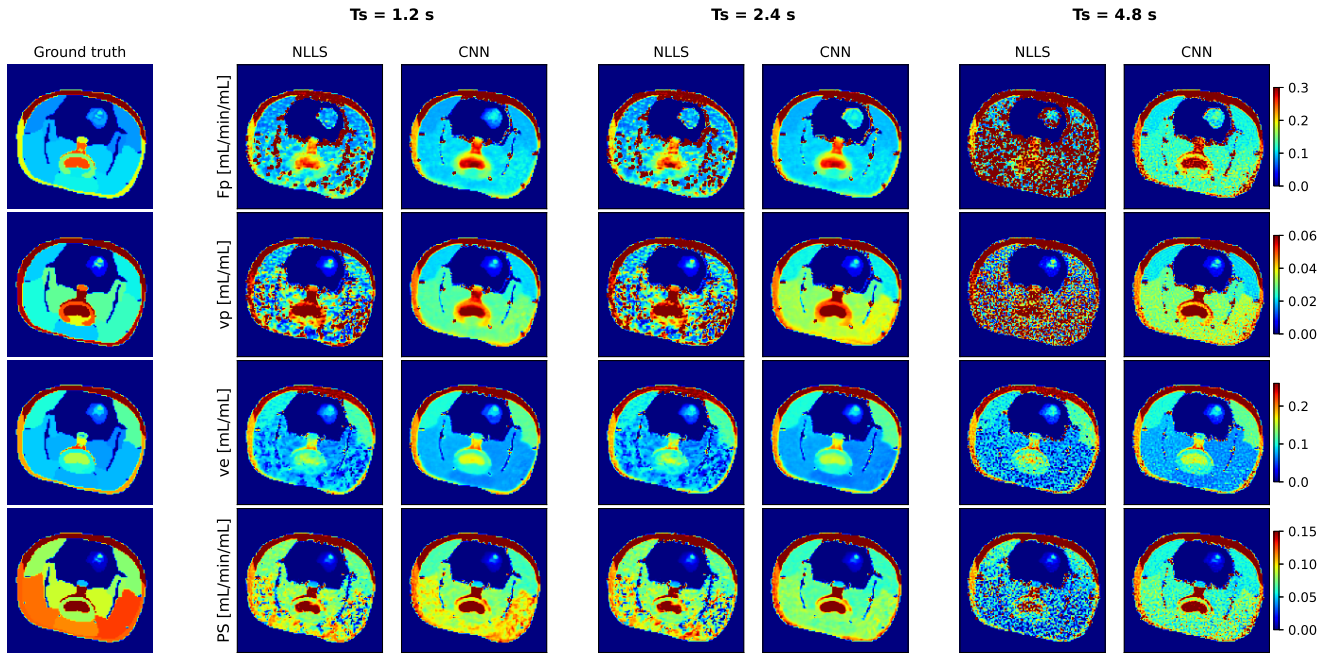 Ts = 1.2 s Ts = 2.4 s Ts = 4.8 s
Ground truth NLLS CNN NLLS CNN NLLS CNN
Fp [mL/min/mL]
0.3
0.2
0.1
0.0
vp [mL/mL]
0.06
0.04
0.02
0.00
ve [mL/mL]
0.2
0.1
0.0
PS [mL/min/mL]
0.15
0.10
0.05
0.00